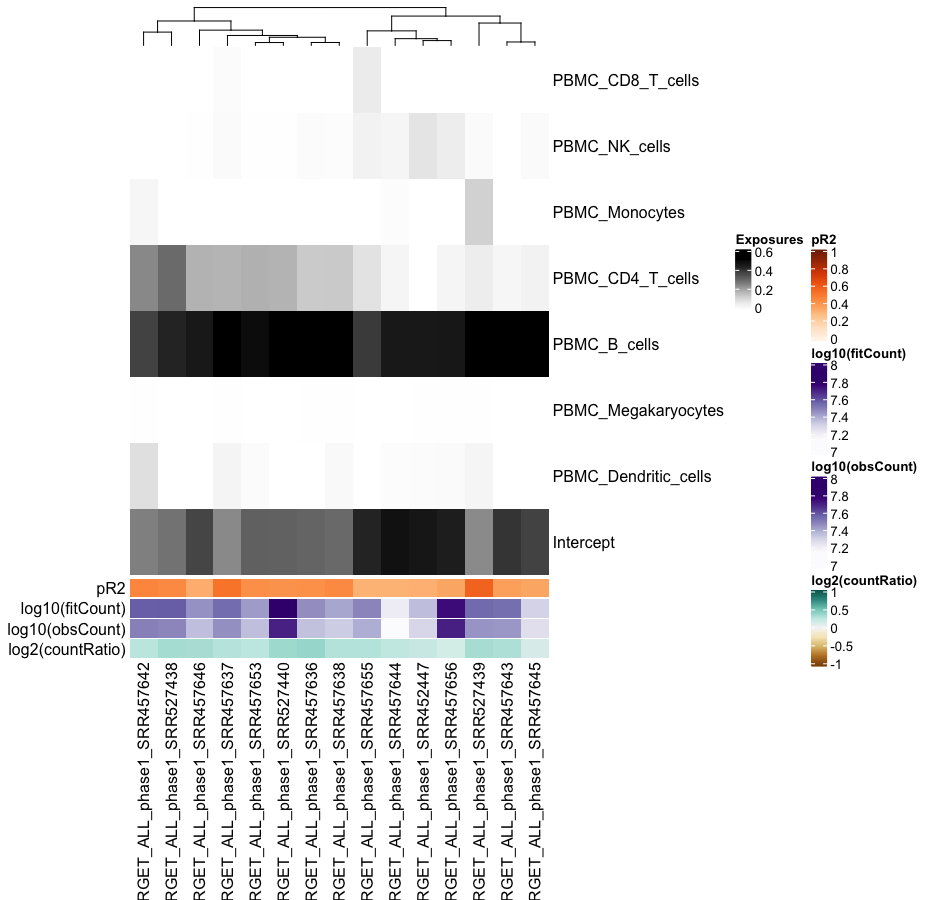 PBMC_CD8_T_cells
PBMC_NK_cells
PBMC_Monocytes
PBMC_CD4_T_cells
PBMC_B_cells
PBMC_Megakaryocytes
PBMC_Dendritic_cells
Intercept
Exposures
0.6
0.4
0.2
0
pR2
1
0.8
0.6
0.4
0.2
0
log10(fitCount)
8
7.8
7.6
7.4
7.2
7
log10(obsCount)
8
7.8
7.6
7.4
7.2
7
log2(countRatio)
1
0.5
0
-0.5
-1
pR2
log10(fitCount)
log10(obsCount)
log2(countRatio)
RGET_ALL_phase1_SRR457642
RGET_ALL_phase1_SRR527438
RGET_ALL_phase1_SRR457646
RGET_ALL_phase1_SRR457637
RGET_ALL_phase1_SRR457653
RGET_ALL_phase1_SRR527440
RGET_ALL_phase1_SRR457636
RGET_ALL_phase1_SRR457638
RGET_ALL_phase1_SRR457655
RGET_ALL_phase1_SRR457644
RGET_ALL_phase1_SRR452447
RGET_ALL_phase1_SRR457656
RGET_ALL_phase1_SRR527439
RGET_ALL_phase1_SRR457643
RGET_ALL_phase1_SRR457645